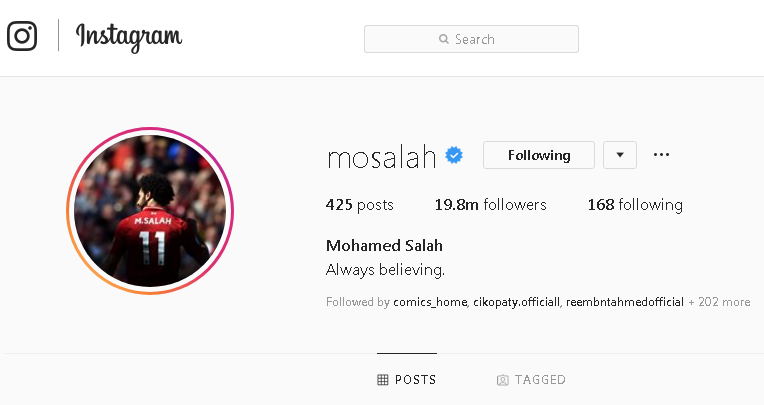 Instagram
Search
mosalah
Following
425 posts 19.8m followers 168 following
Mohamed Salah
Always believing.
Followed by comics_home, cikopaty.officiall, reembntahmedofficial + 202 more
M.SALAH
11
POSTS TAGGED